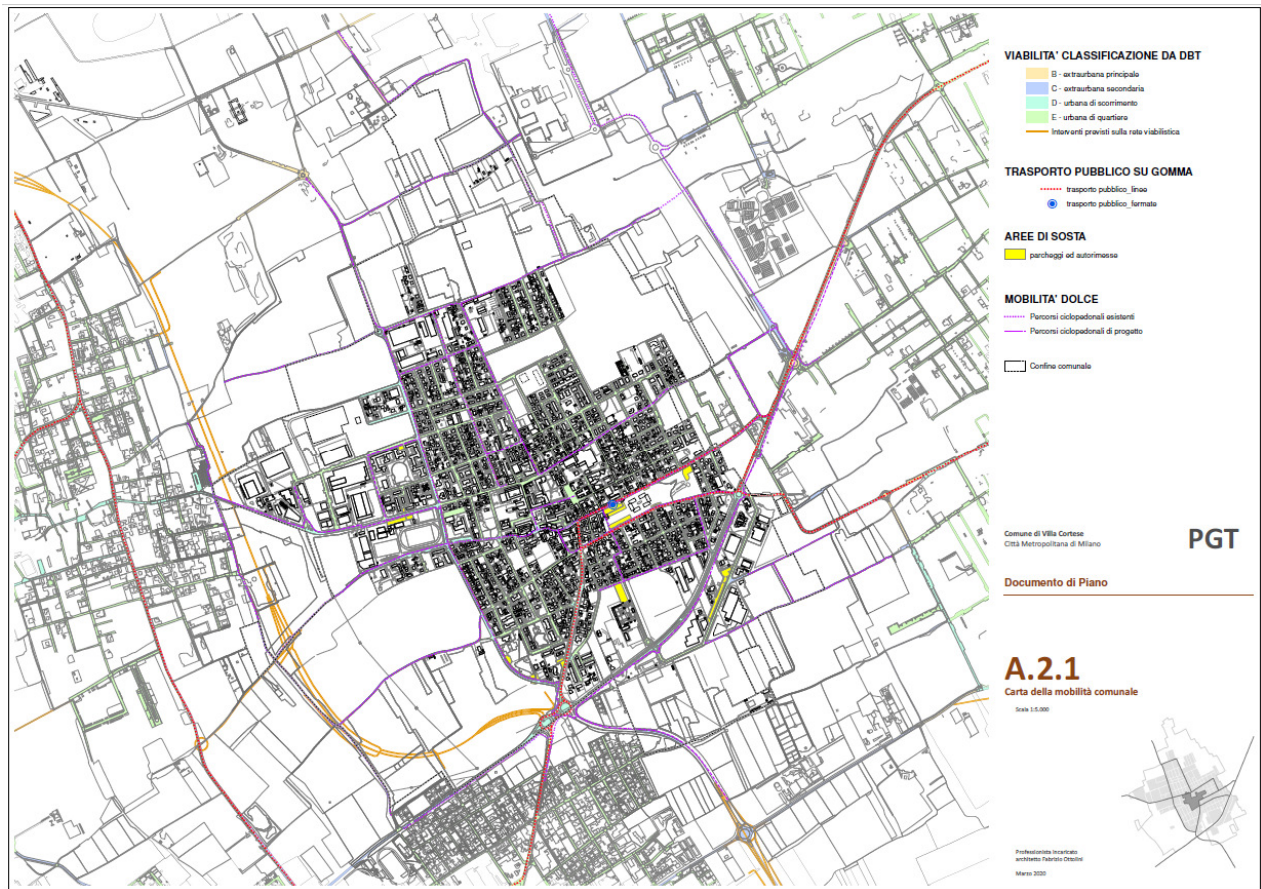 VIABILITA' CLASSIFICAZIONE DA DBT
B - extraurbana principale
C - extraurbana secondaria
D - urbana di scorrimento
E - urbana di quartiere
Interventi previsti sulla rete viabilistica
TRASPORTO PUBBLICO SU GOMMA
trasporto pubblico_linee
trasporto pubblico_fermate
AREE DI SOSTA
parcheggi ed autorimesse
MOBILITA' DOLCE
Percorsi ciclopedonali esistenti
Percorsi ciclopedonali di progetto
Confine comunale
Comune di Villa Cortese
Città Metropolitana di Milano
PGT
Documento di Piano
A.2.1
Carta della mobilità comunale
Scala 1:5.000
Professionista incaricato
architetto Fabrizio Ottolini
Marzo 2020